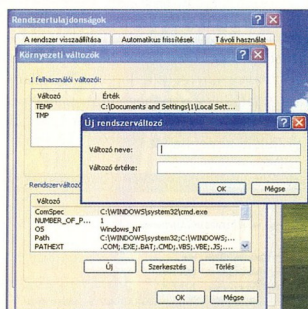 Rendszertulajdonságok
A rendszer visszaállítása Automatikus frissítések Távoli használat
Környezeti változók
1 felhasználói változói:
Változó Érték
TEMP C:\Documents and Settings\1\Local Sett...
TMP
Új rendszerváltozó
Változó neve:
Változó értéke:
OK Mégse
Rendszerváltozó
Változó
ComSpec C:\WINDOWS\system32\cmd.exe
NUMBER_OF_P... 1
OS Windows_NT
Path C:\WINDOWS\system32;C:\WINDOWS;...
PATHEXT .COM;.EXE;.BAT;.CMD;.VBS;.VBE;.JS;...
Új Szerkesztés Törlés
OK Mégse